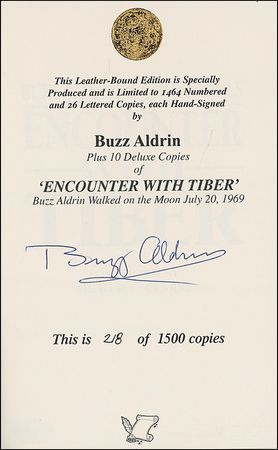 This Leather-Bound Edition is Specially
Produced and is Limited to 1464 Numbered
and 26 Lettered Copies, each Hand-Signed
by
Buzz Aldrin
Plus 10 Deluxe Copies
of
'ENCOUNTER WITH TIBER'
Buzz Aldrin Walked on the Moon July 20, 1969
Buzz Aldrin
This is 218 of 1500 copies